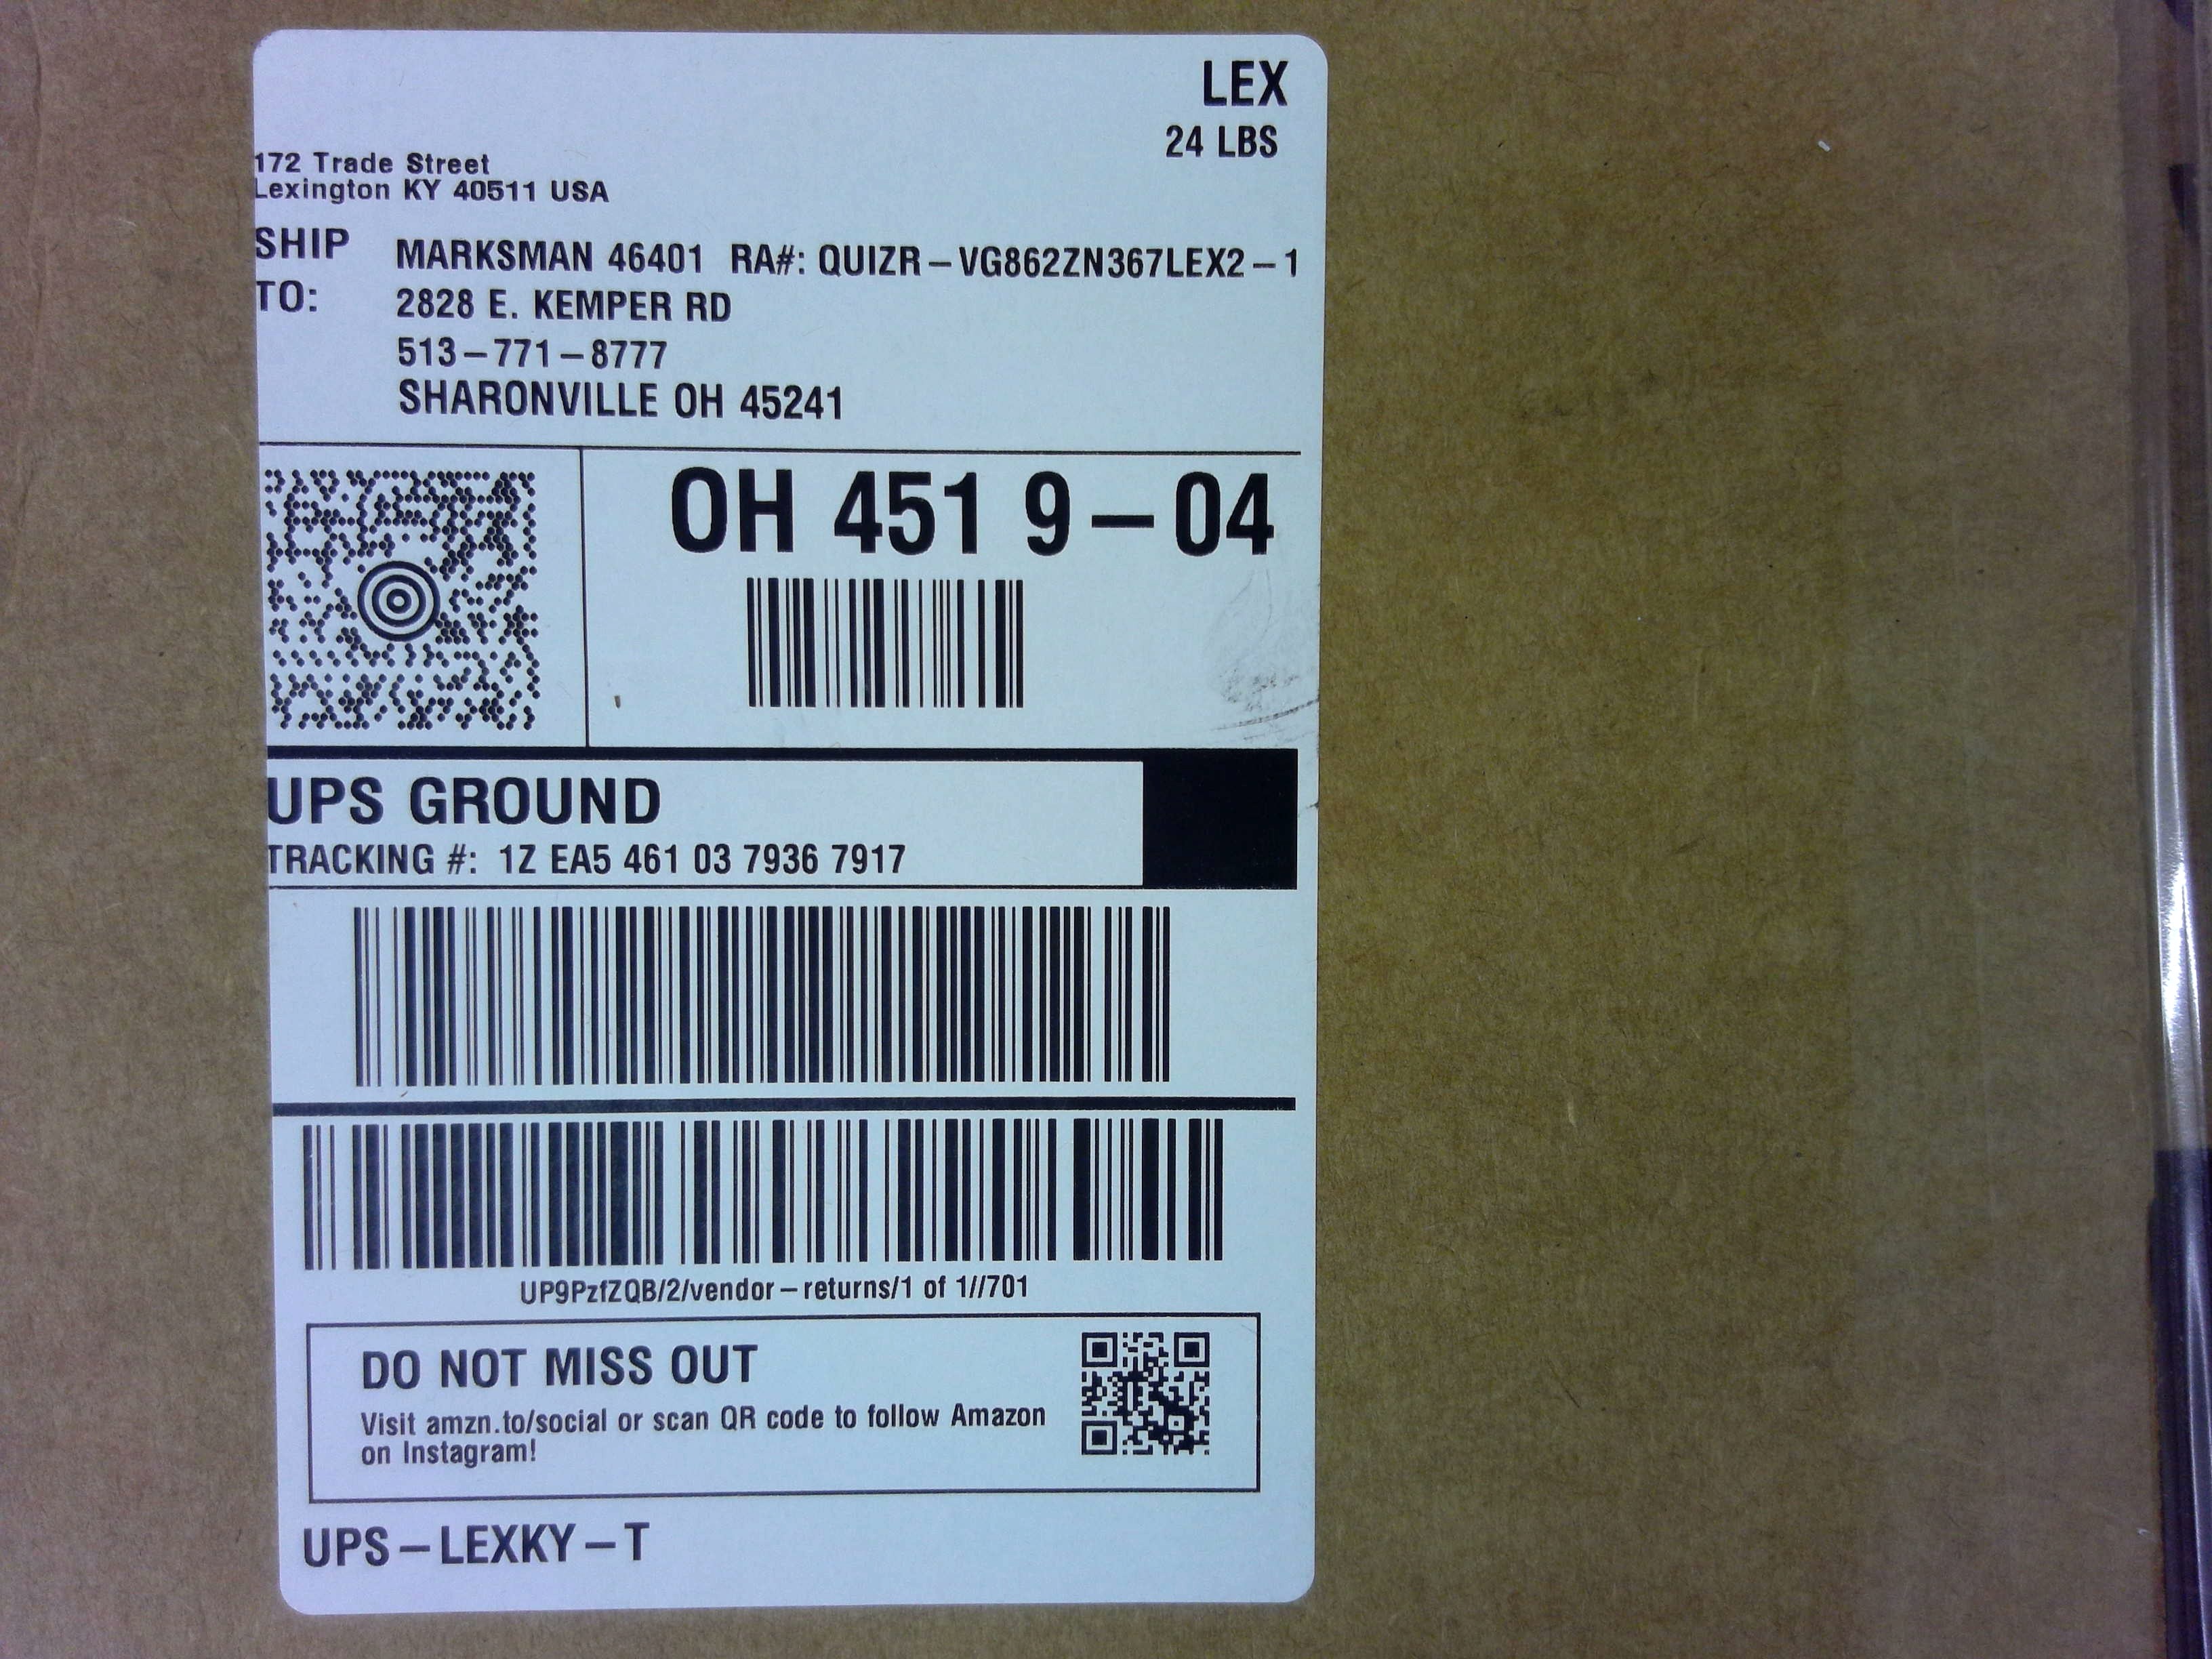 LEX
24 LBS
172 Trade Street
Lexington KY 40511 USA
SHIP TO:
MARKSMAN 46401 RA#: QUIZR-VG862ZN367LEX2-1
2828 E. KEMPER RD
513-771-8777
SHARONVILLE OH 45241
OH 451 9-04
UPS GROUND
TRACKING #: 1Z EA5 461 03 7936 7917
UP9PzfZQB/2/vendor-returns/1 of 1//701
DO NOT MISS OUT
Visit amzn.to/social or scan QR code to follow Amazon
on Instagram!
UPS-LEXKY-T